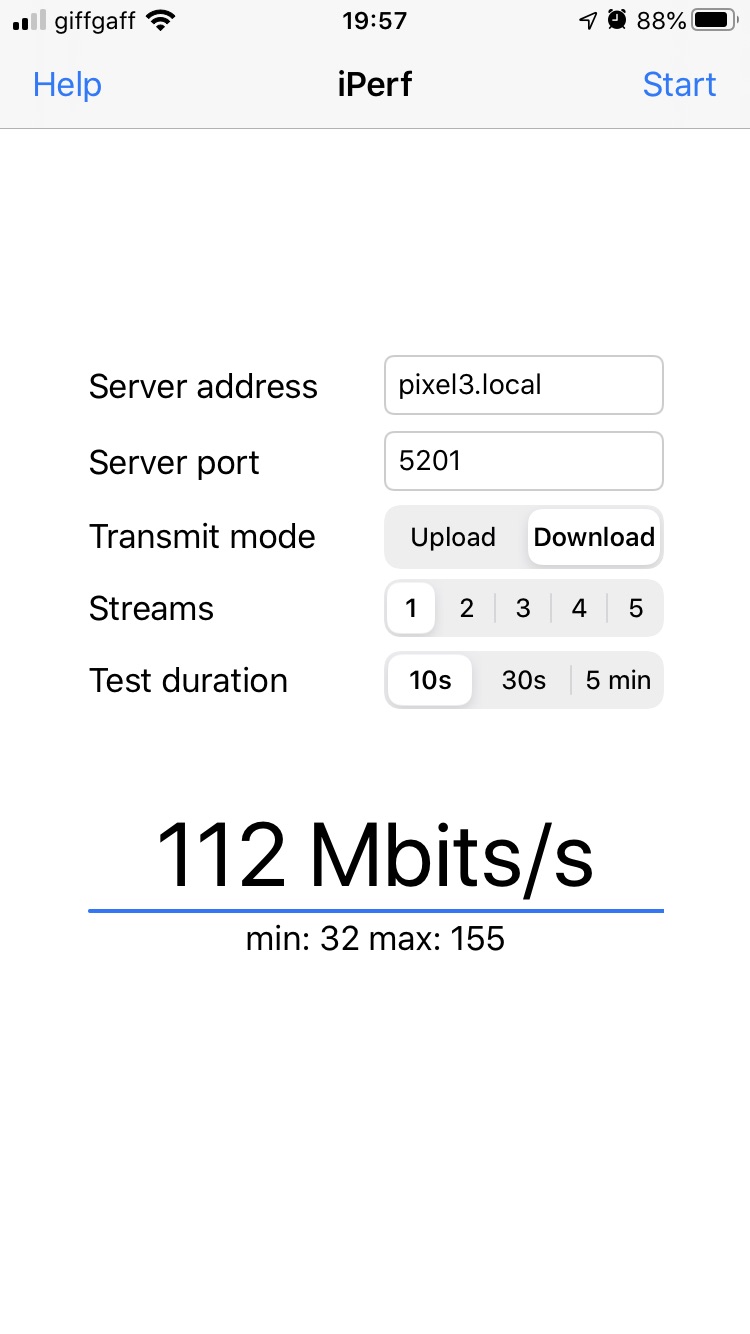 giffgaff 19:57 88%
Help iPerf Start
Server address pixel3.local
Server port 5201
Transmit mode Upload Download
Streams 1 2 3 4 5
Test duration 10s 30s 5 min
112 Mbits/s
min: 32 max: 155